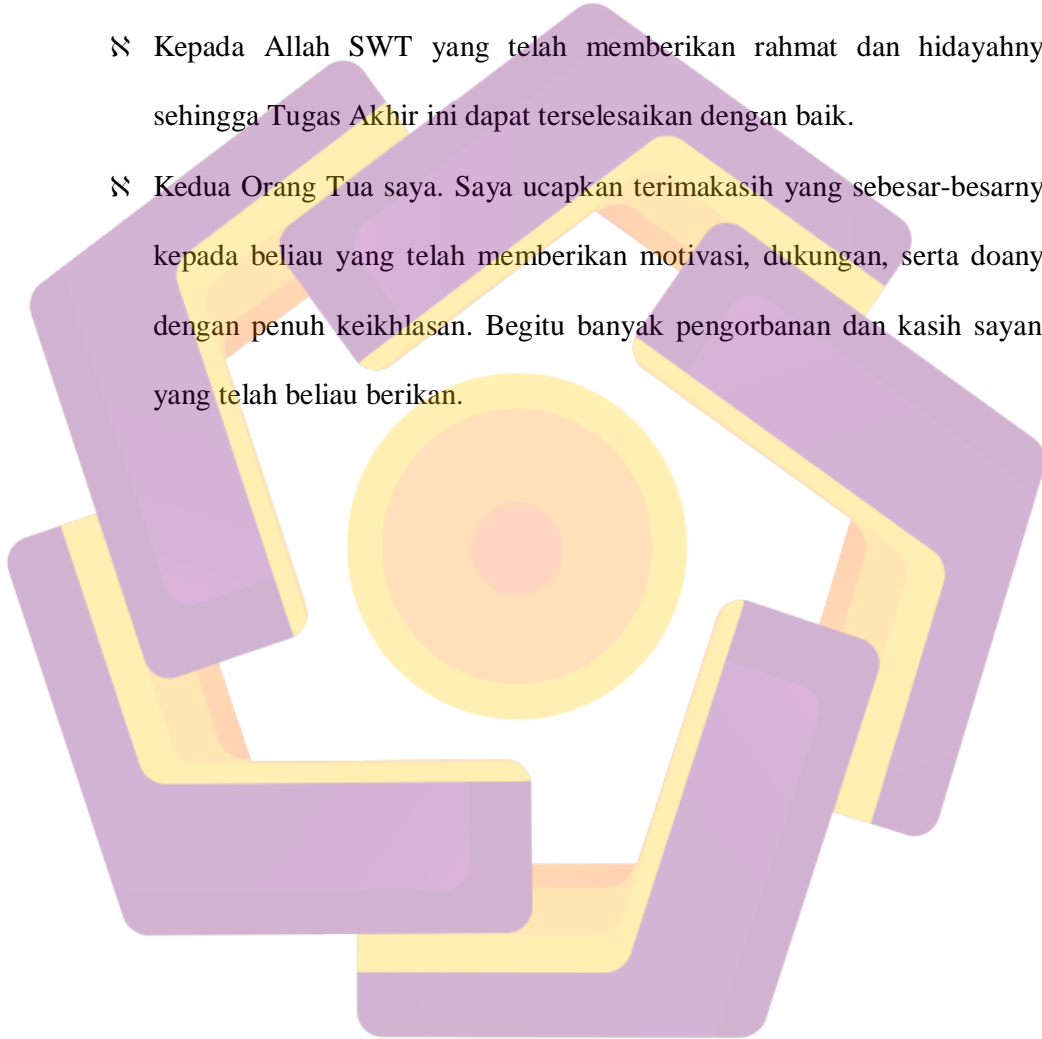 ℵ Kepada Allah SWT yang telah memberikan rahmat dan hidayahny
sehingga Tugas Akhir ini dapat terselesaikan dengan baik.
ℵ Kedua Orang Tua saya. Saya ucapkan terimakasih yang sebesar-besarny
kepada beliau yang telah memberikan motivasi, dukungan, serta doany
dengan penuh keikhlasan. Begitu banyak pengorbanan dan kasih sayan
yang telah beliau berikan.